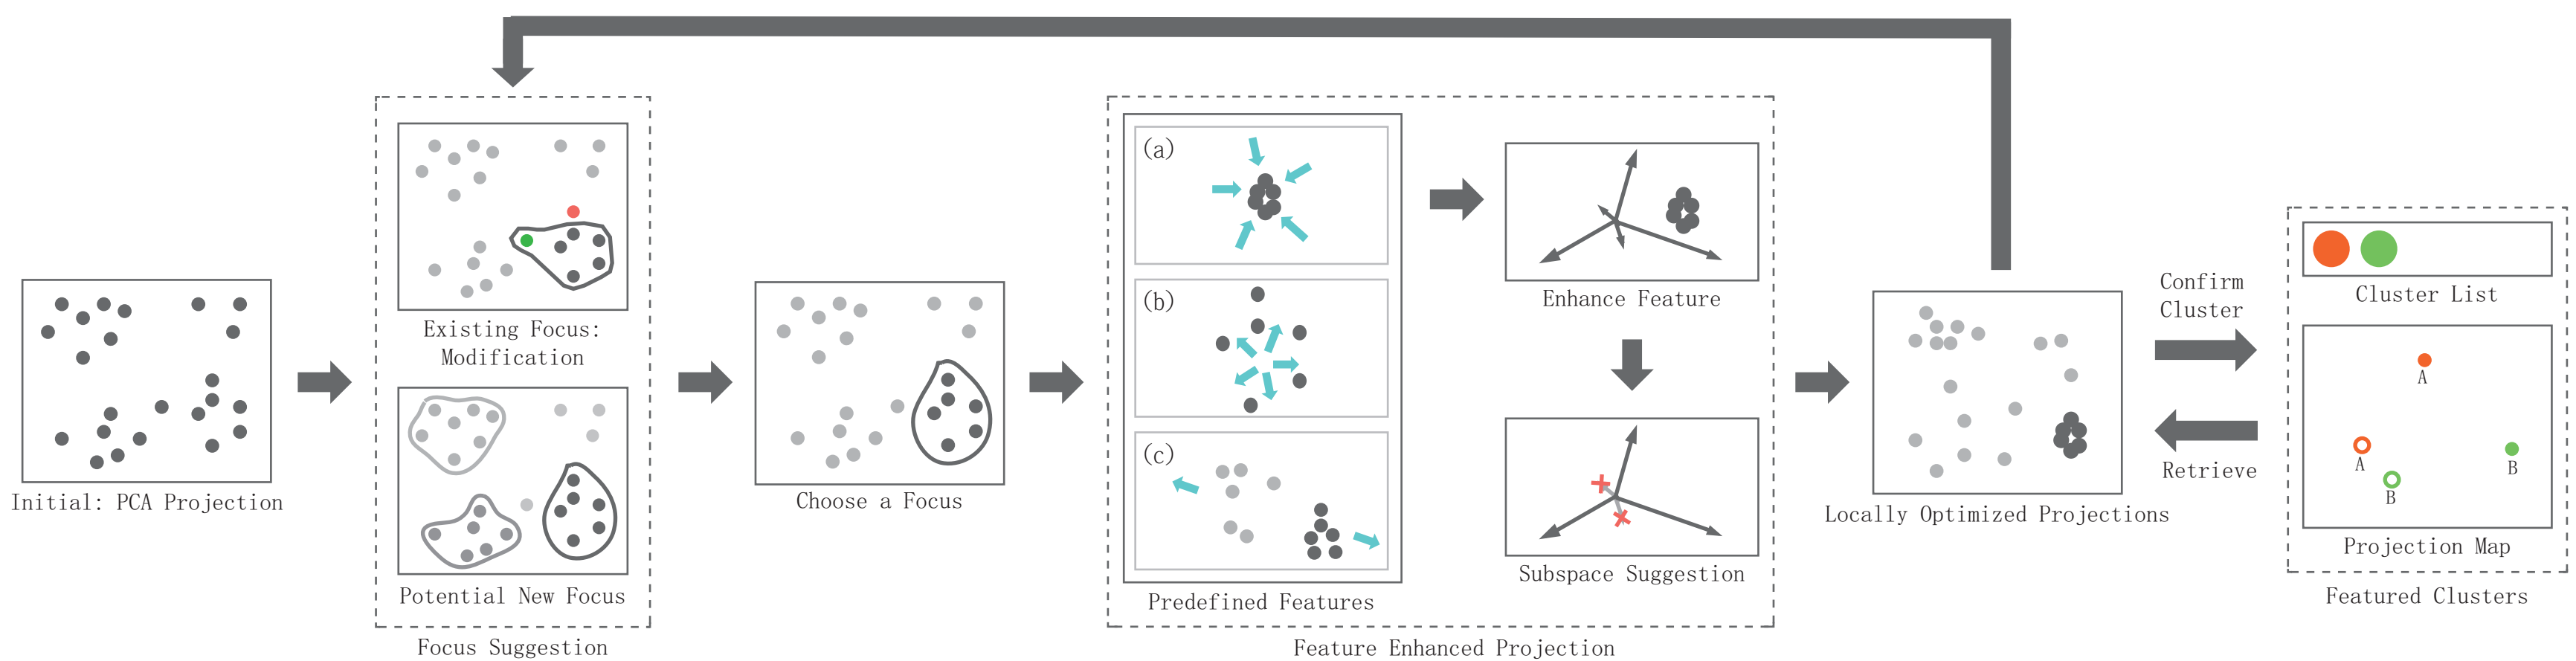 Initial: PCA Projection
Existing Focus:
Modification
Potential New Focus
Focus Suggestion
Choose a Focus
(a)
(b)
(c)
Predefined Features
Enhance Feature
Subspace Suggestion
Feature Enhanced Projection
Locally Optimized Projections
Confirm
Cluster
Retrieve
Cluster List
A
A
B
B
Projection Map
Featured Clusters